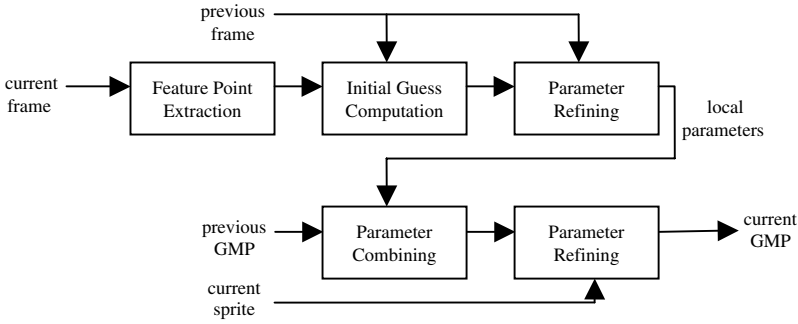 previous
frame
current
frame
Feature Point
Extraction
Initial Guess
Computation
Parameter
Refining
local
parameters
previous
GMP
Parameter
Combining
Parameter
Refining
current
GMP
current
sprite